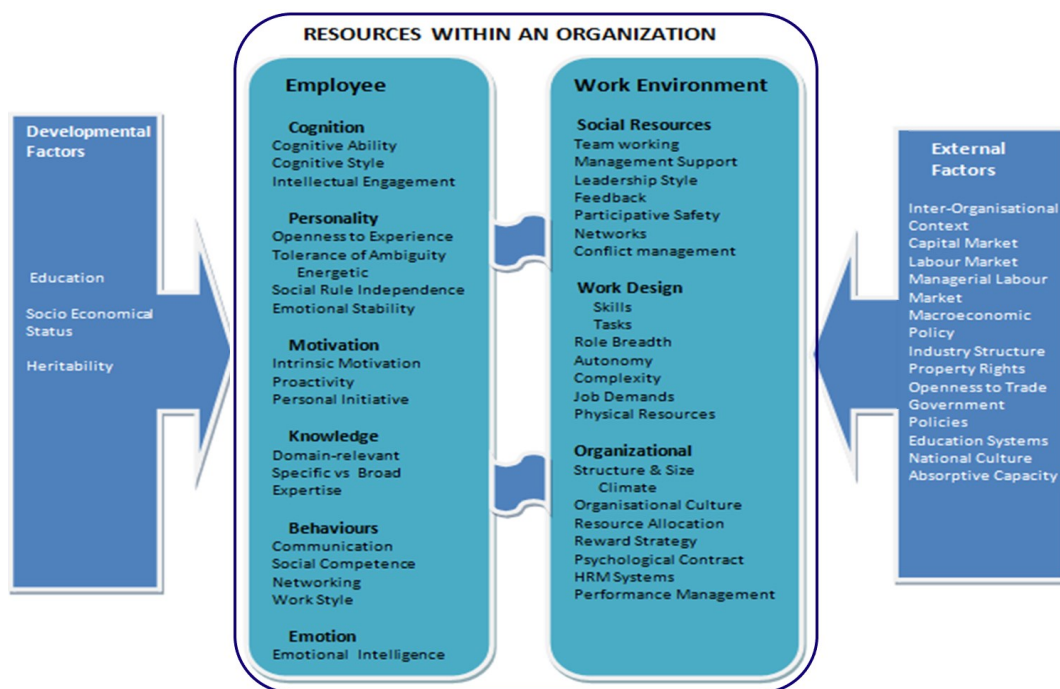 RESOURCES WITHIN AN ORGANIZATION
Developmental
Factors
Education
Socio Economical
Status
Heritability
Employee
Cognition
Cognitive Ability
Cognitive Style
Intellectual Engagement
Personality
Openness to Experience
Tolerance of Ambiguity
Energetic
Social Rule Independence
Emotional Stability
Motivation
Intrinsic Motivation
Proactivity
Personal Initiative
Knowledge
Domain-relevant
Specific vs Broad
Expertise
Behaviours
Communication
Social Competence
Networking
Work Style
Emotion
Emotional Intelligence
Work Environment
Social Resources
Team working
Management Support
Leadership Style
Feedback
Participative Safety
Networks
Conflict management
Work Design
Skills
Tasks
Role Breadth
Autonomy
Complexity
Job Demands
Physical Resources
Organizational
Structure & Size
Climate
Organisational Culture
Resource Allocation
Reward Strategy
Psychological Contract
HRM Systems
Performance Management
External
Factors
Inter-Organisational
Context
Capital Market
Labour Market
Managerial Labour
Market
Macroeconomic
Policy
Industry Structure
Property Rights
Openness to Trade
Government
Policies
Education Systems
National Culture
Absorptive Capacity